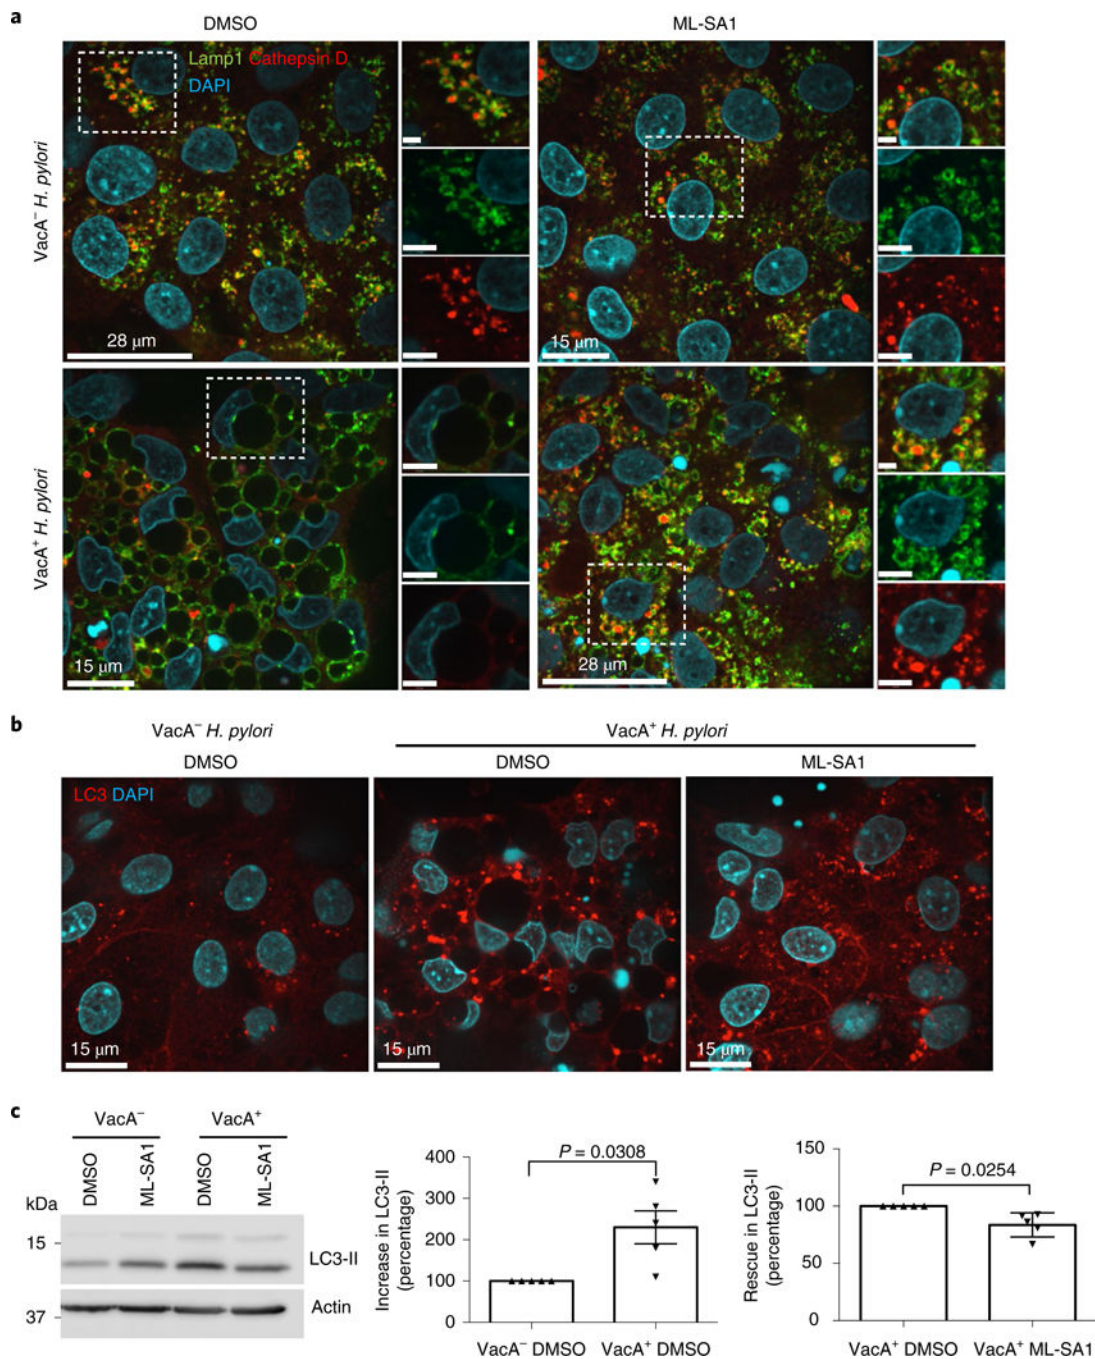 a
DMSO
ML-SA1
VacA⁻ H. pylori
Lamp1 Cathepsin D
DAPI
28 μm
15 μm
VacA⁺ H. pylori
15 μm
28 μm
b
VacA⁻ H. pylori
VacA⁺ H. pylori
DMSO
DMSO
ML-SA1
LC3 DAPI
15 μm
15 μm
15 μm
c
VacA⁻
VacA⁺
DMSO
ML-SA1
DMSO
ML-SA1
kDa
15
LC3-II
37
Actin
Increase in LC3-II
(percentage)
400
300
200
100
0
P = 0.0308
VacA⁻ DMSO
VacA⁺ DMSO
Rescue in LC3-II
(percentage)
150
100
50
0
P = 0.0254
VacA⁺ DMSO
VacA⁺ ML-SA1